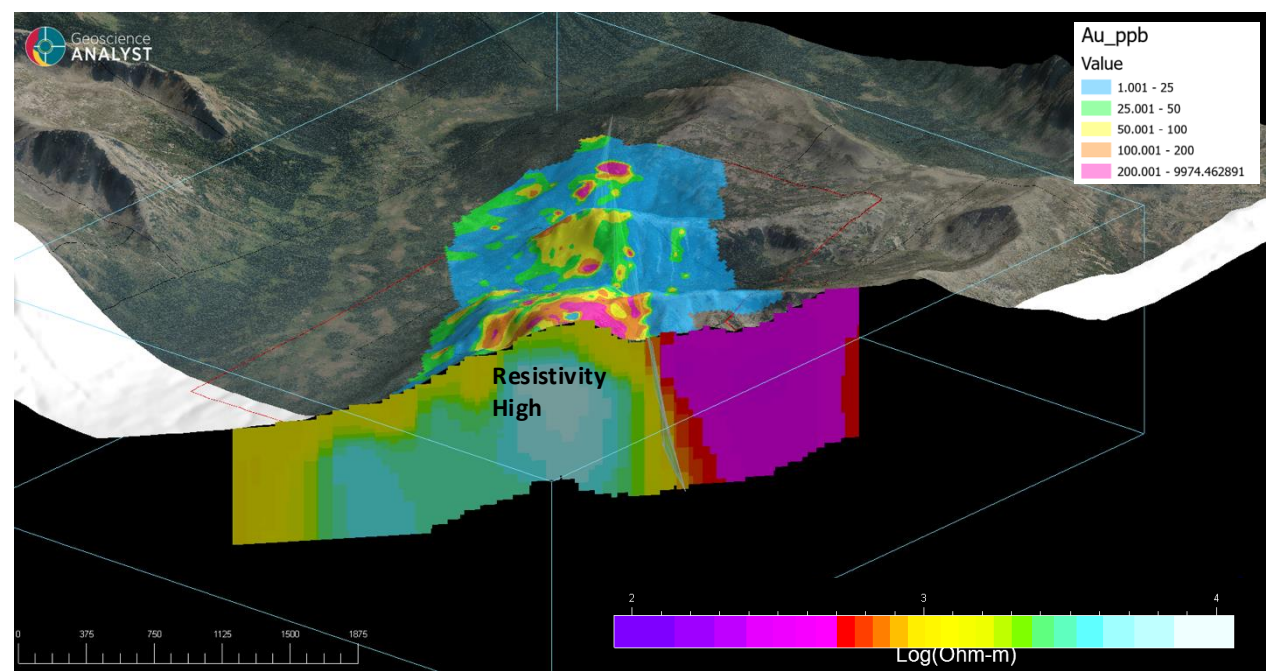 Geoscience
ANALYST
Au_ppb
Value
1.001 - 25
25.001 - 50
50.001 - 100
100.001 - 200
200.001 - 9974.462891
Resistivity
High
2 3 4
Log(Ohm-m)
0 375 750 1125 1500 1875